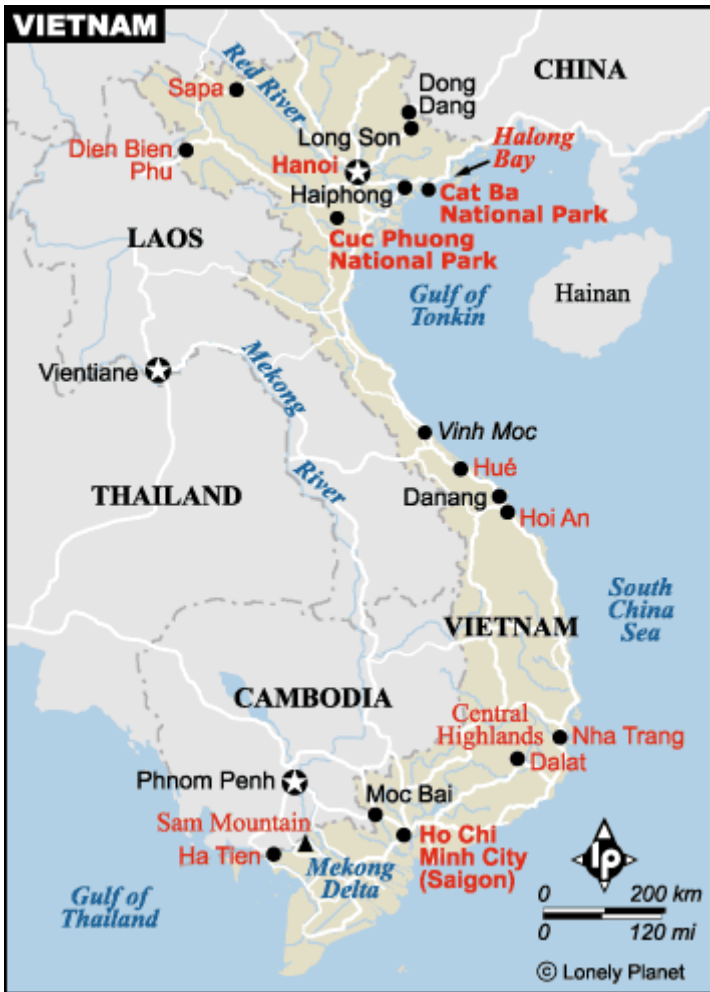 VIETNAM
CHINA
Red River
Sapa
Dong
Dang
Long Son
Halong
Bay
Dien Bien
Phu
Hanoi
Haiphong
Cat Ba
National Park
LAOS
Cuc Phuong
National Park
Gulf of
Tonkin
Hainan
Vientiane
Mekong
River
Vinh Moc
Hué
THAILAND
Danang
Hoi An
South
China
Sea
VIETNAM
CAMBODIA
Central
Highlands
Nha Trang
Dalat
Phnom Penh
Moc Bai
Sam Mountain
Ho Chi
Minh City
(Saigon)
Ha Tien
Mekong
Delta
Gulf of
Thailand
lp
0 200 km
0 120 mi
© Lonely Planet